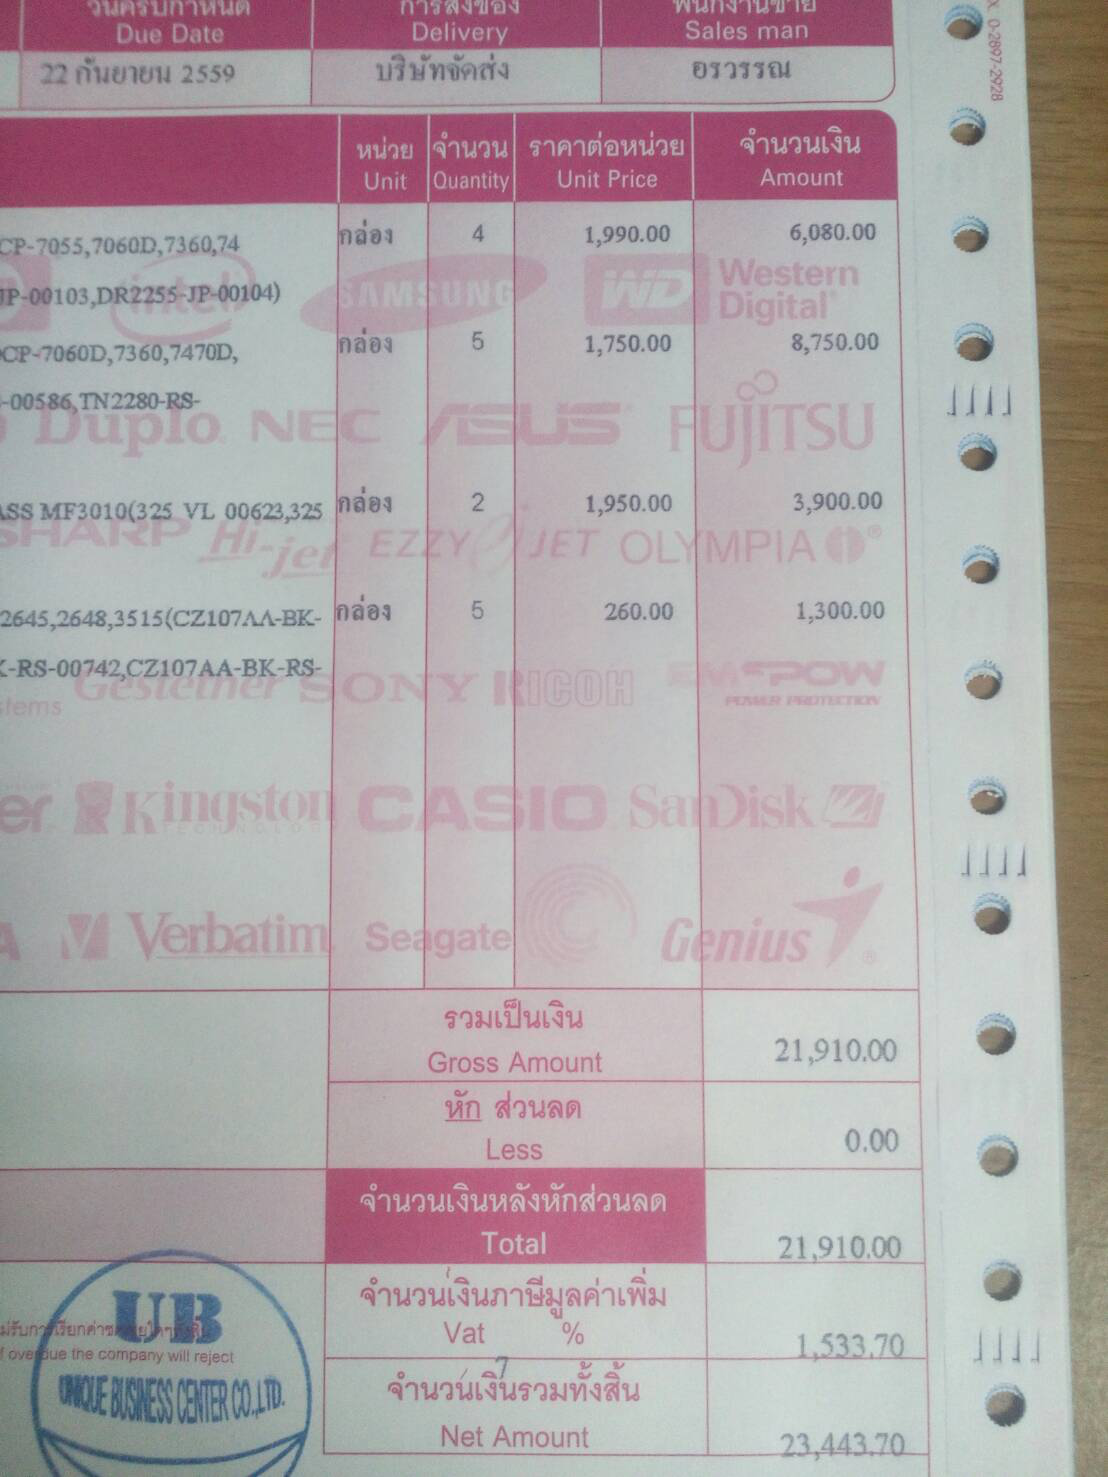 วันครบกำหนด การส่งของ พนักงานขาย
Due Date Delivery Sales man
22 กันยายน 2559 บริษัทจัดส่ง อรวรรณ
0-2897-2928
หน่วย จำนวน ราคาต่อหน่วย จำนวนเงิน
Unit Quantity Unit Price Amount
CP-7055,7060D,7360,74 กล่อง 4 1,990.00 6,080.00
JP-00103,DR2255-JP-00104)
intel SAMSUNG WD Western Digital
CP-7060D,7360,7470D, กล่อง 5 1,750.00 8,750.00
-00586,TN2280-RS-
Duplo NEC ASUS FUJITSU
ASS MF3010(325 VL 00623,325 กล่อง 2 1,950.00 3,900.00
SHARP Hi-jet EZZY JET OLYMPIA
2645,2648,3515(CZ107AA-BK- กล่อง 5 260.00 1,300.00
K-RS-00742,CZ107AA-BK-RS-
Gestetner SONY RICOH EMPOW
stems POWER PROTECTION
er Kingston CASIO SanDisk
TECHNOLOG
A Verbatim Seagate Genius
รวมเป็นเงิน
Gross Amount 21,910.00
หัก ส่วนลด
Less 0.00
จำนวนเงินหลังหักส่วนลด
Total 21,910.00
จำนวนเงินภาษีมูลค่าเพิ่ม
Vat % 1,533.70
7
จำนวนเงินรวมทั้งสิ้น
Net Amount 23,443.70
UB
f overdue the company will reject
UNIQUE BUSINESS CENTER CO.,LTD.